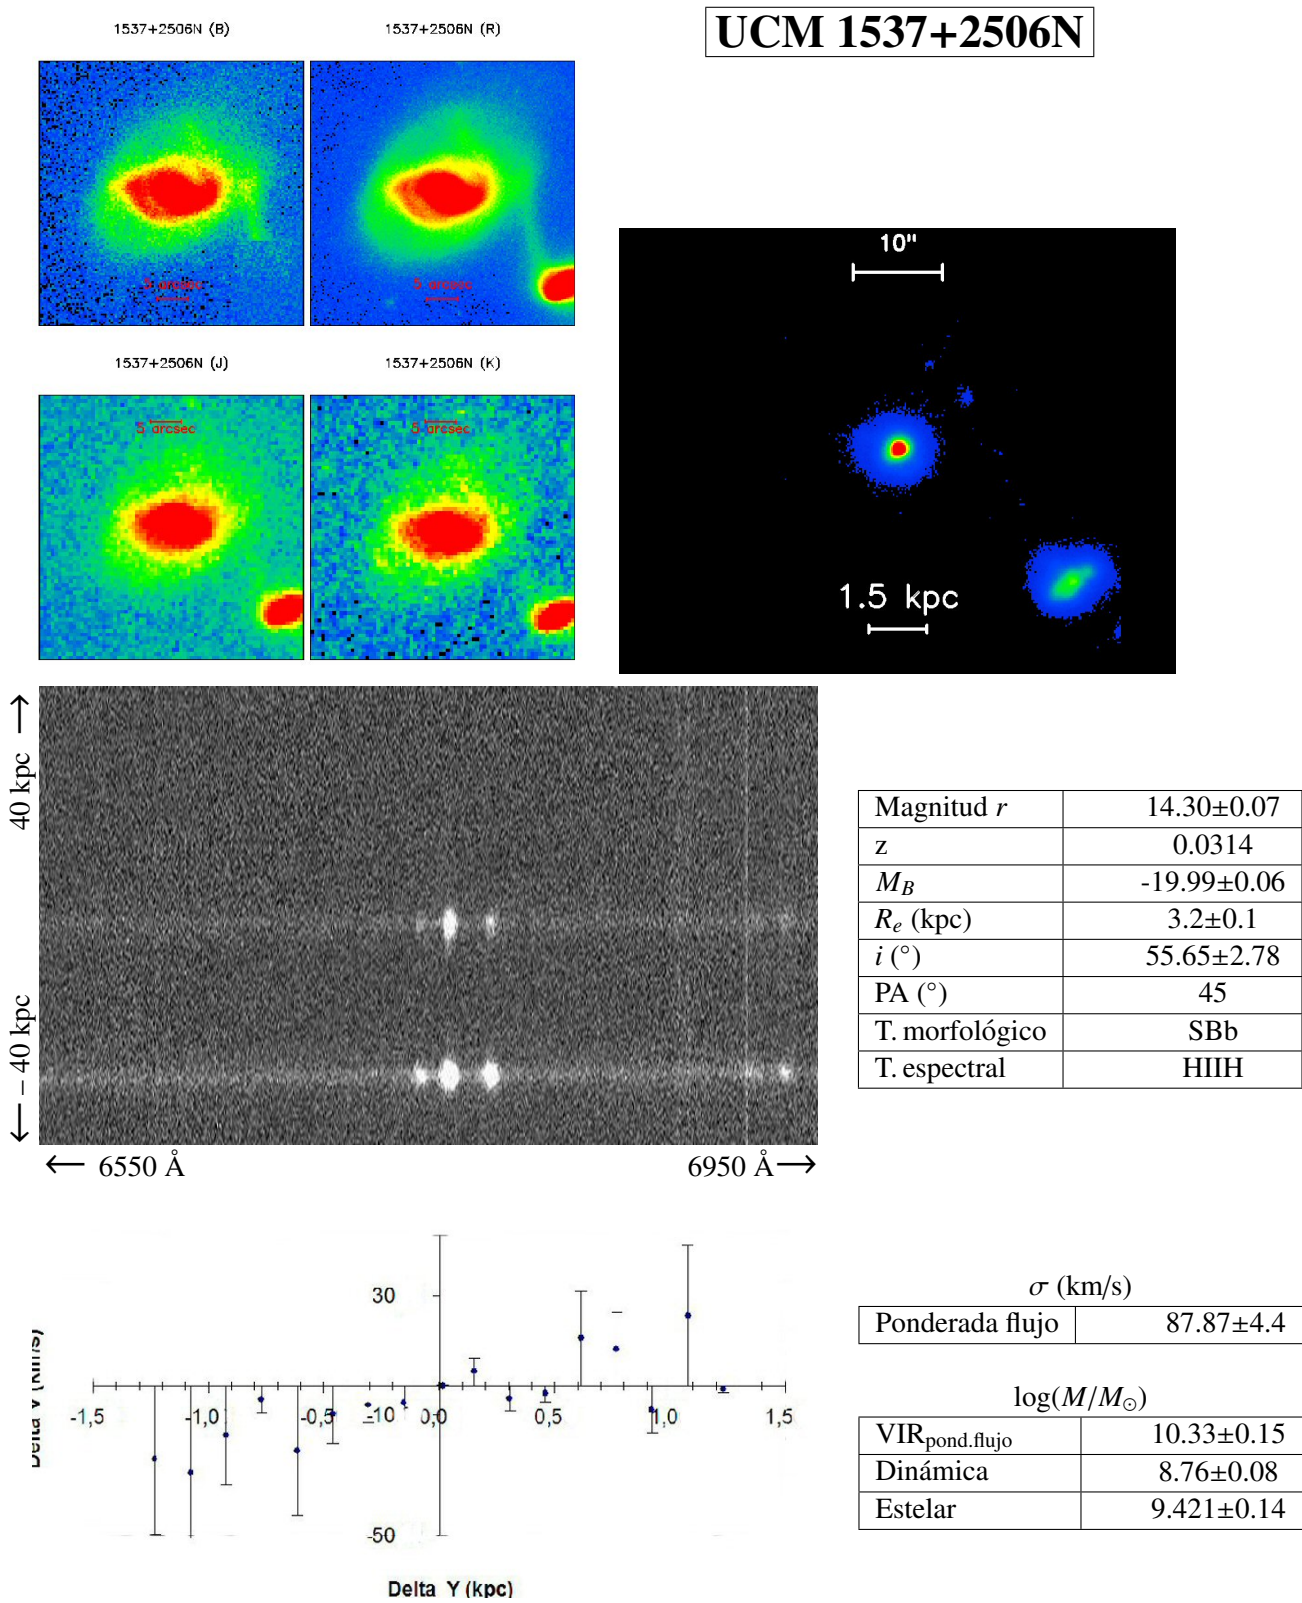 1537+2506N (B)
1537+2506N (R)
UCM 1537+2506N
5 arcsec
5 arcsec
10"
1.5 kpc
1537+2506N (J)
1537+2506N (K)
5 arcsec
5 arcsec
← −40 kpc
40 kpc →
← 6550 Å
6950 Å→
Magnitud r 14.30±0.07
z 0.0314
M_B -19.99±0.06
R_e (kpc) 3.2±0.1
i (°) 55.65±2.78
PA (°) 45
T. morfológico SBb
T. espectral HIIH
Delta V (km/s)
30
-1,5 -1,0 -0,5 -10 0,0 0,5 1,0 1,5
-50
Delta Y (kpc)
σ (km/s)
Ponderada flujo 87.87±4.4
log(M/M⊙)
VIR_pond.flujo 10.33±0.15
Dinámica 8.76±0.08
Estelar 9.421±0.14